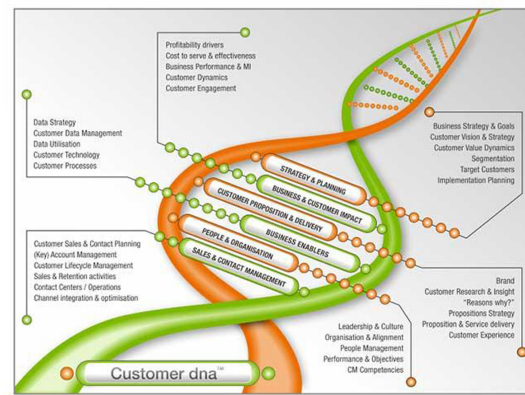 Profitability drivers
Cost to serve & effectiveness
Business Performance & MI
Customer Dynamics
Customer Engagement
Data Strategy
Customer Data Management
Data Utilisation
Customer Technology
Customer Processes
Business Strategy & Goals
Customer Vision & Strategy
Customer Value Dynamics
Segmentation
Target Customers
Implementation Planning
STRATEGY & PLANNING
BUSINESS & CUSTOMER IMPACT
CUSTOMER PROPOSITION & DELIVERY
BUSINESS ENABLERS
PEOPLE & ORGANISATION
SALES & CONTACT MANAGEMENT
Customer Sales & Contact Planning
(Key) Account Management
Customer Lifecycle Management
Sales & Retention activities
Contact Centers / Operations
Channel integration & optimisation
Brand
Customer Research & Insight
"Reasons why?"
Propositions Strategy
Proposition & Service delivery
Customer Experience
Leadership & Culture
Organisation & Alignment
People Management
Performance & Objectives
CM Competencies
Customer dna™